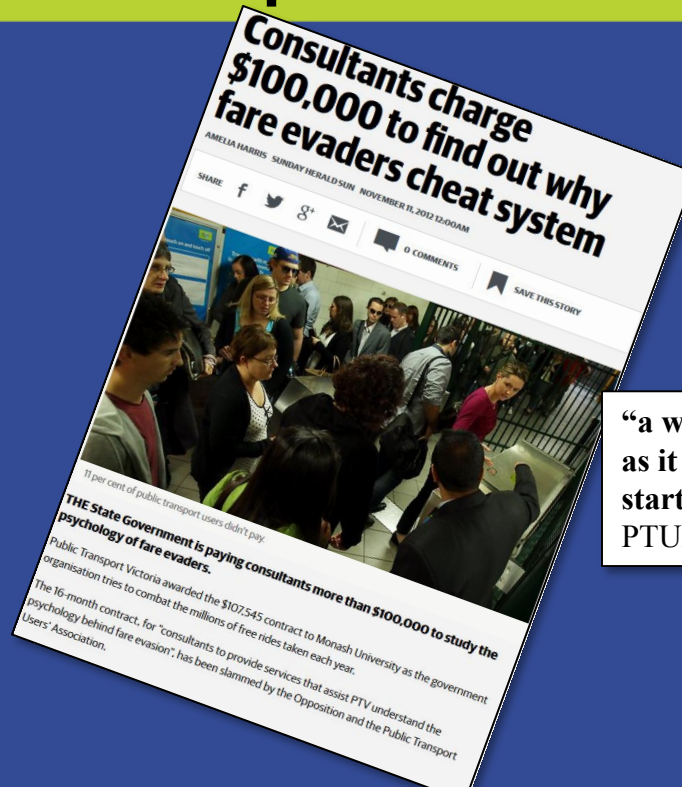 Consultants charge
$100,000 to find out why
fare evaders cheat system
AMELIA HARRIS SUNDAY HERALD SUN NOVEMBER 11, 2012 12:00AM
SHARE f g+ 0 COMMENTS SAVE THIS STORY
11 per cent of public transport users didn't pay.
THE State Government is paying consultants more than $100,000 to study the
psychology of fare evaders.
Public Transport Victoria awarded the $107,545 contract to Monash University as the government
organisation tries to combat the millions of free rides taken each year.
The 16-month contract, for "consultants to provide services that assist PTV understand the
psychology behind fare evasion", has been slammed by the Opposition and the Public Transport
Users' Association.
“a w
as it
start
PTU